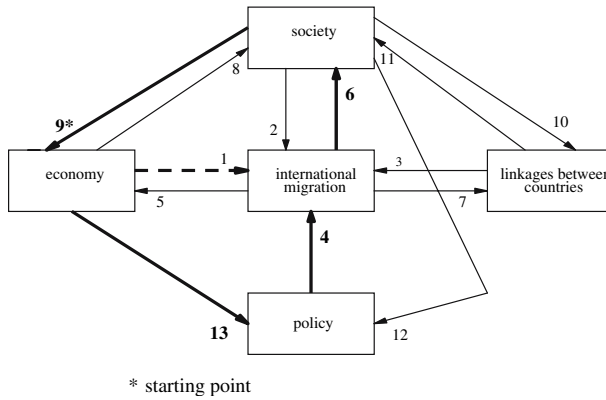 society
8
11
9*
6
10
2
economy
1
international
migration
3
linkages between
countries
5
7
4
policy
13
12
* starting point